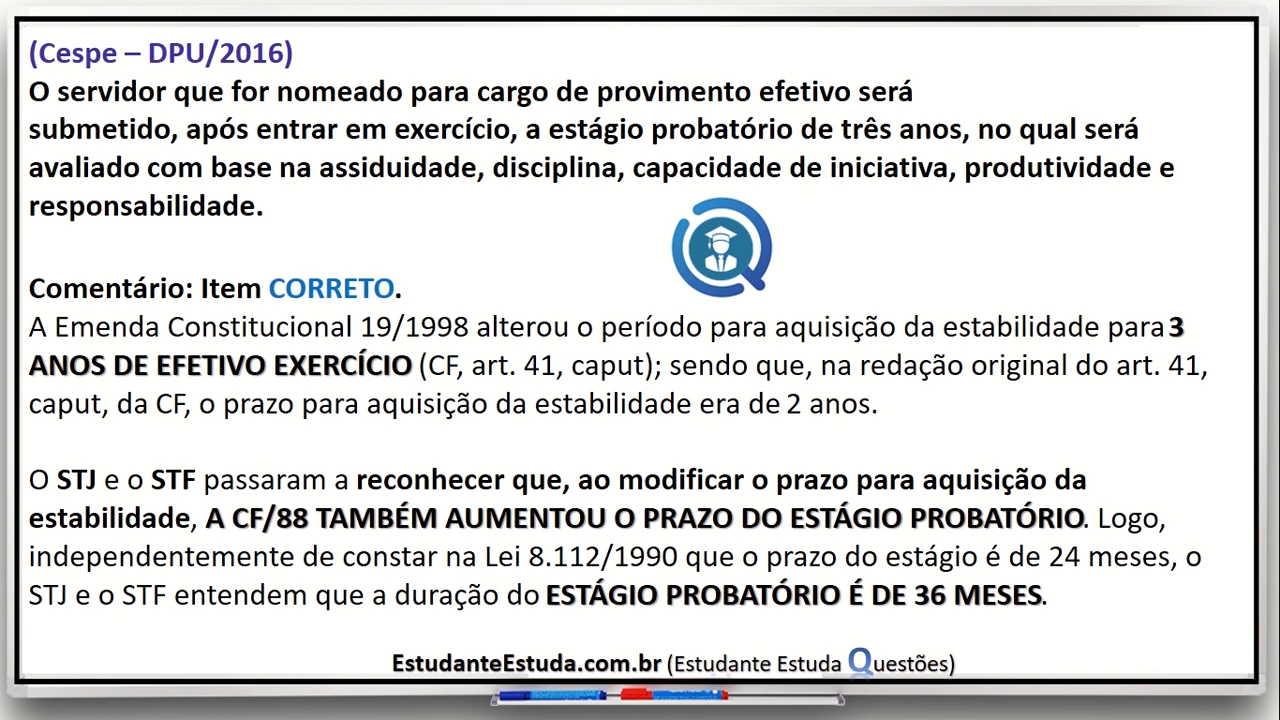 (Cespe – DPU/2016)
O servidor que for nomeado para cargo de provimento efetivo será
submetido, após entrar em exercício, a estágio probatório de três anos, no qual será
avaliado com base na assiduidade, disciplina, capacidade de iniciativa, produtividade e
responsabilidade.
Comentário: Item CORRETO.
A Emenda Constitucional 19/1998 alterou o período para aquisição da estabilidade para 3
ANOS DE EFETIVO EXERCÍCIO (CF, art. 41, caput); sendo que, na redação original do art. 41,
caput, da CF, o prazo para aquisição da estabilidade era de 2 anos.
O STJ e o STF passaram a reconhecer que, ao modificar o prazo para aquisição da
estabilidade, A CF/88 TAMBÉM AUMENTOU O PRAZO DO ESTÁGIO PROBATÓRIO. Logo,
independentemente de constar na Lei 8.112/1990 que o prazo do estágio é de 24 meses, o
STJ e o STF entendem que a duração do ESTÁGIO PROBATÓRIO É DE 36 MESES.
EstudanteEstuda.com.br (Estudante Estuda Questões)